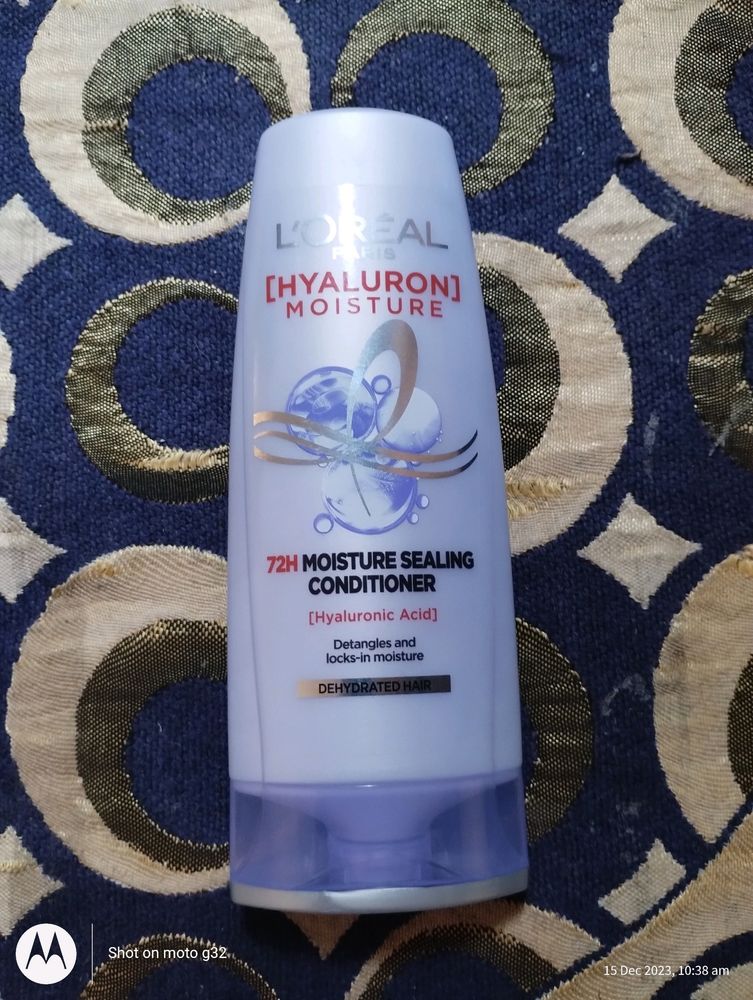 L'ORÉAL
PARIS
[HYALURON]
MOISTURE
72H MOISTURE SEALING
CONDITIONER
[Hyaluronic Acid]
Detangles and
locks-in moisture
DEHYDRATED HAIR
Shot on moto g32
15 Dec 2023, 10:38 am